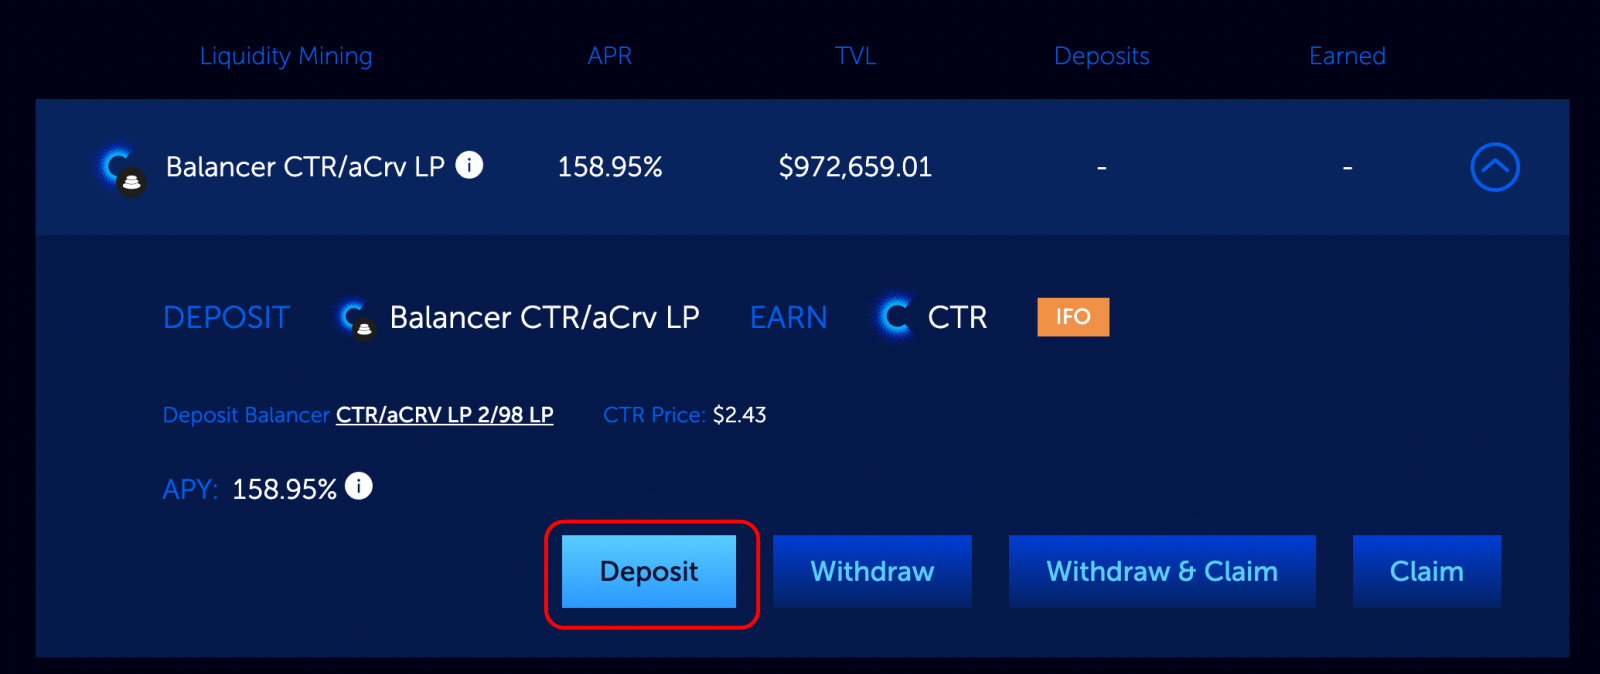 Liquidity Mining APR TVL Deposits Earned
Balancer CTR/aCrv LP i 158.95% $972,659.01 - -
DEPOSIT Balancer CTR/aCrv LP EARN CTR IFO
Deposit Balancer CTR/aCRV LP 2/98 LP CTR Price: $2.43
APY: 158.95% i
Deposit Withdraw Withdraw & Claim Claim